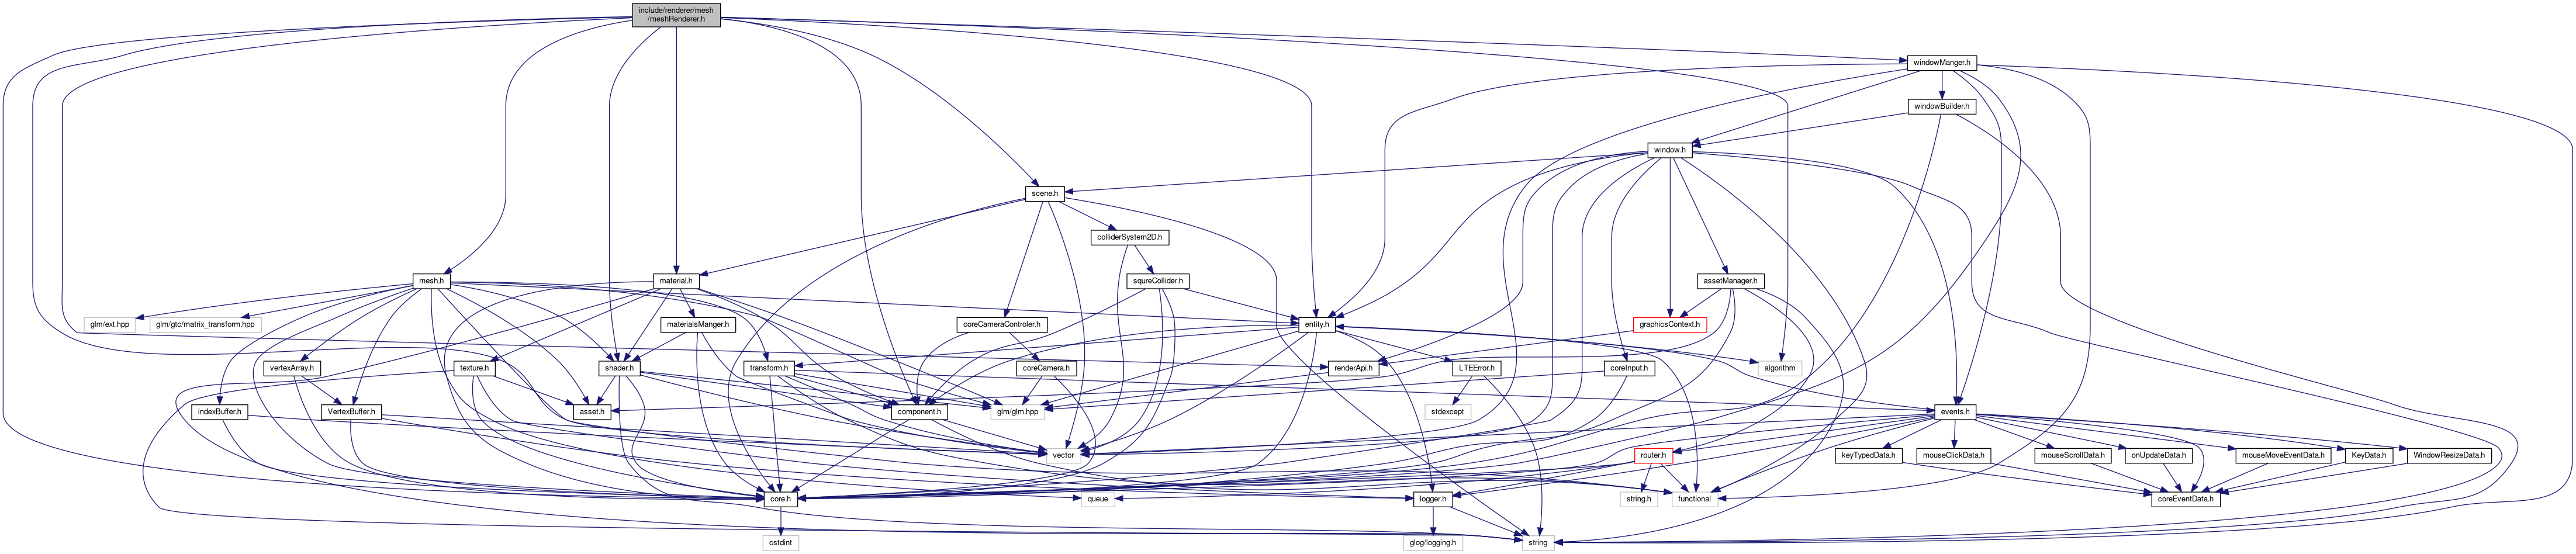 include/renderer/mesh
/meshRenderer.h
windowManger.h
windowBuilder.h
window.h
scene.h
colliderSystem2D.h
mesh.h
material.h
squreCollider.h
assetManager.h
glm/ext.hpp
glm/gtc/matrix_transform.hpp
materialsManger.h
coreCameraControler.h
entity.h
graphicsContext.h
vertexArray.h
texture.h
shader.h
transform.h
coreCamera.h
renderApi.h
LTEError.h
coreInput.h
algorithm
indexBuffer.h
VertexBuffer.h
asset.h
component.h
glm/glm.hpp
stdexcept
events.h
vector
router.h
keyTypedData.h
mouseClickData.h
mouseScrollData.h
onUpdateData.h
mouseMoveEventData.h
KeyData.h
WindowResizeData.h
core.h
queue
logger.h
string.h
functional
coreEventData.h
cstdint
glog/logging.h
string